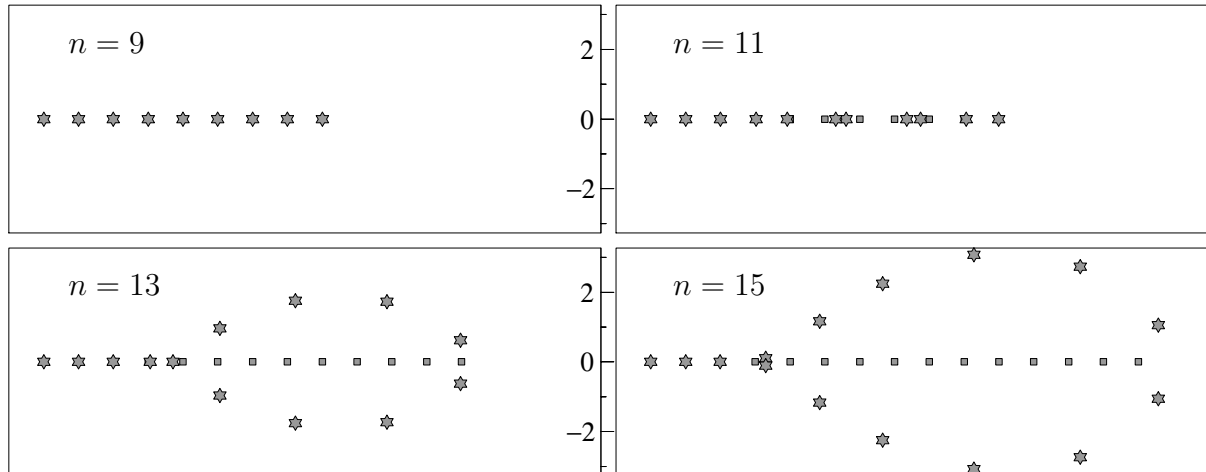 n = 9
n = 11
2
0
−2
n = 13
n = 15
2
0
−2